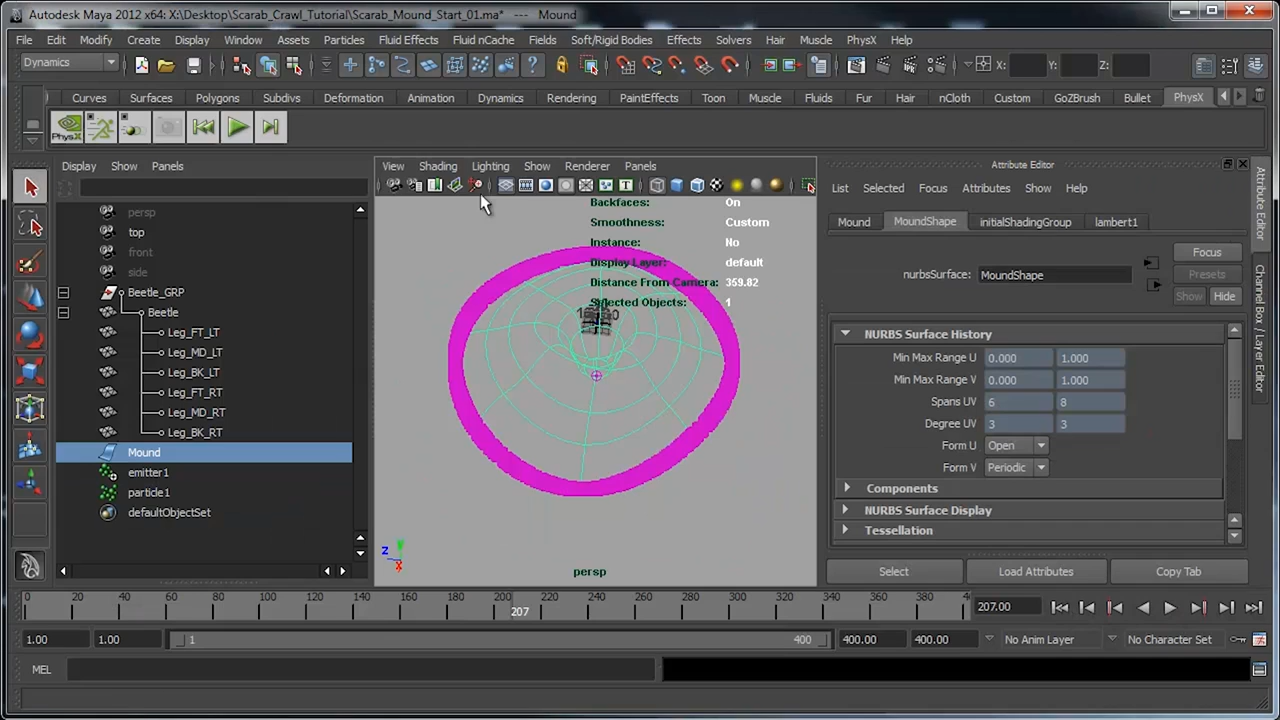 Autodesk Maya 2012 x64: X:\Desktop\Scarab_Crawl_Tutorial\Scarab_Mound_Start_01.ma* --- Mound
File Edit Modify Create Display Window Assets Particles Fluid Effects Fluid nCache Fields Soft/Rigid Bodies Effects Solvers Hair Muscle PhysX Help
Dynamics X: Y: Z:
Curves Surfaces Polygons Subdivs Deformation Animation Dynamics Rendering PaintEffects Toon Muscle Fluids Fur Hair nCloth Custom GoZBrush Bullet PhysX
PhysX
Display Show Panels
persp
top
front
side
Beetle_GRP
Beetle
Leg_FT_LT
Leg_MD_LT
Leg_BK_LT
Leg_FT_RT
Leg_MD_RT
Leg_BK_RT
Mound
emitter1
particle1
defaultObjectSet
View Shading Lighting Show Renderer Panels
Backfaces: On
Smoothness: Custom
Instance: No
Display Layer: default
Distance From Camera: 359.82
Selected Objects: 1
Z Y X
persp
Attribute Editor
List Selected Focus Attributes Show Help
Mound MoundShape initialShadingGroup lambert1
Focus
nurbsSurface: MoundShape Presets
Show Hide
NURBS Surface History
Min Max Range U 0.000 1.000
Min Max Range V 0.000 1.000
Spans UV 6 8
Degree UV 3 3
Form U Open
Form V Periodic
Components
NURBS Surface Display
Tessellation
Select Load Attributes Copy Tab
Attribute Editor
Channel Box / Layer Editor
0 20 40 60 80 100 120 140 160 180 200 220 240 260 280 300 320 340 360 380
207 207.00
1.00 1.00 1 400 400.00 400.00 No Anim Layer No Character Set
MEL